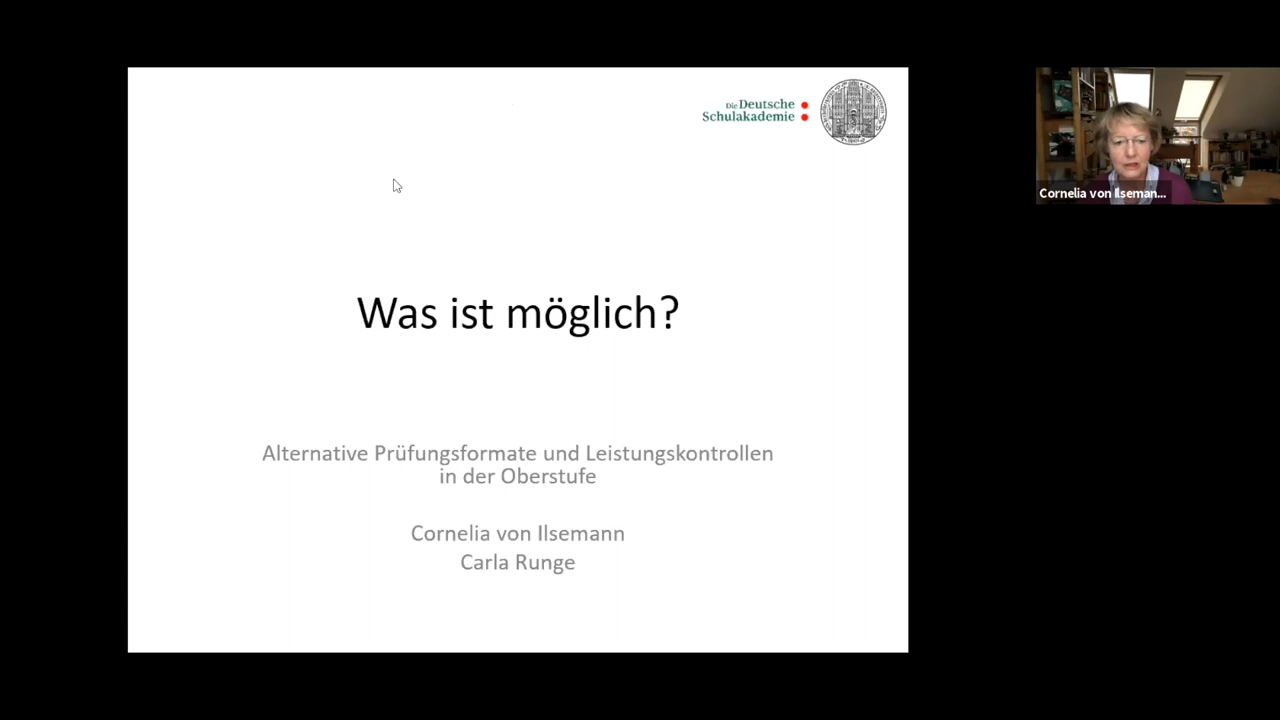 Die Deutsche
Schulakademie
Cornelia von Ilseman...
Was ist möglich?
Alternative Prüfungsformate und Leistungskontrollen
in der Oberstufe
Cornelia von Ilsemann
Carla Runge